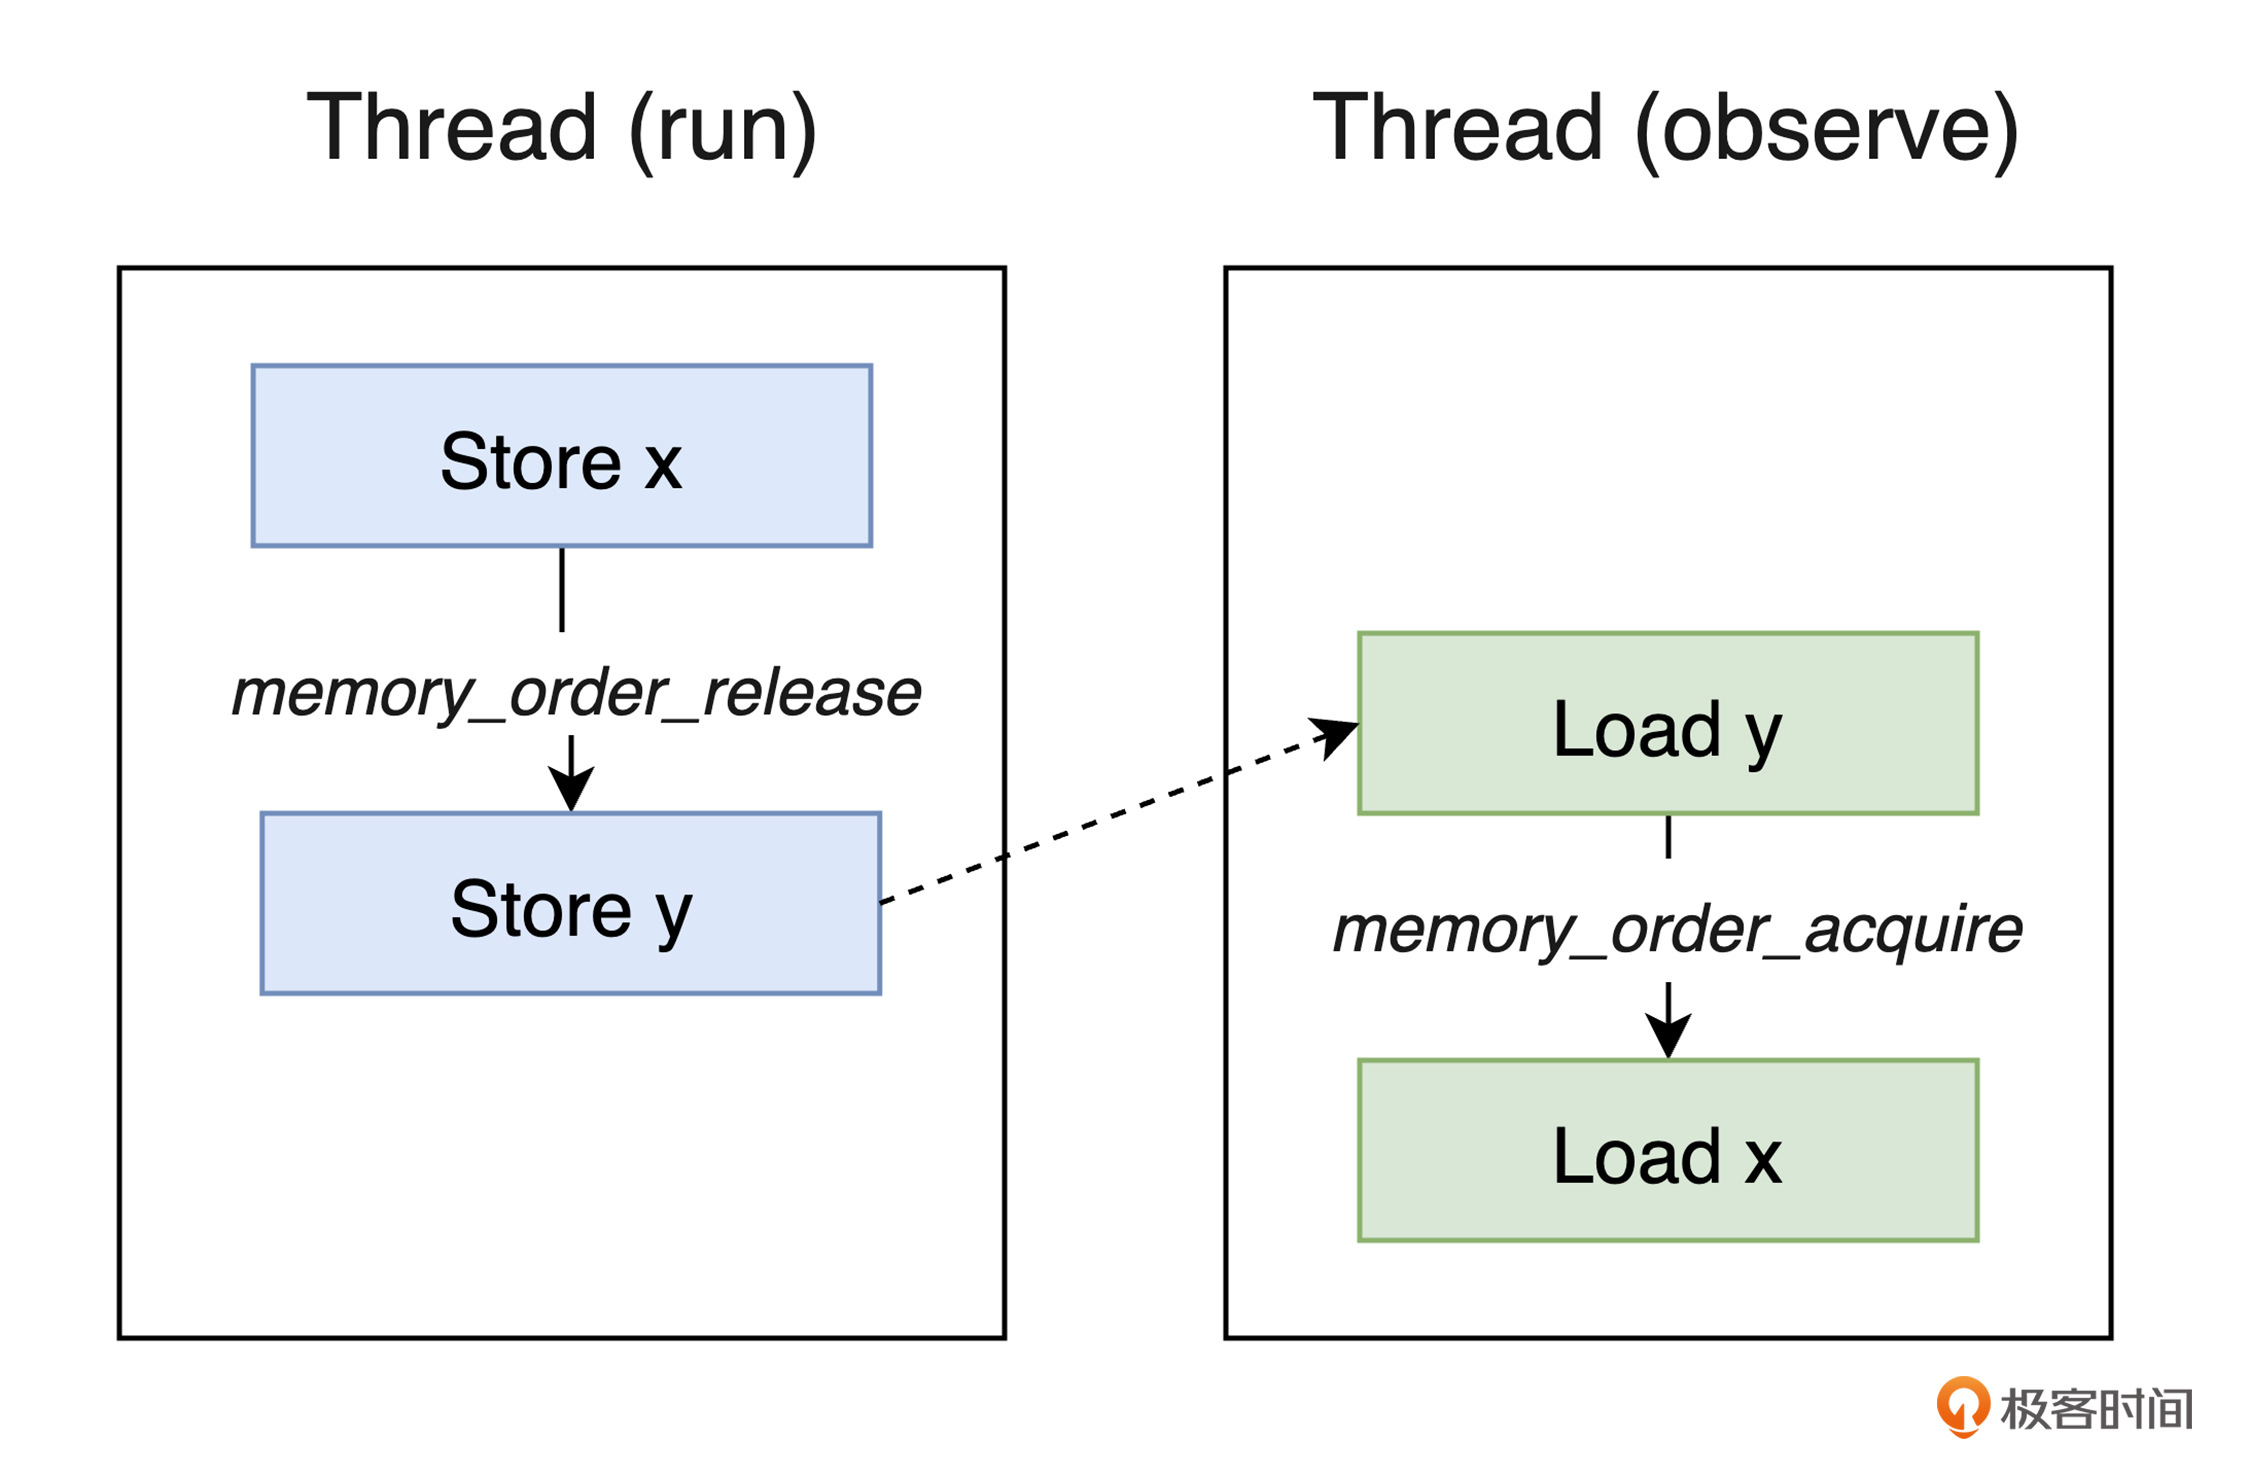 Thread (run)
Thread (observe)
Store x
memory_order_release
Store y
Load y
memory_order_acquire
Load x
极客时间